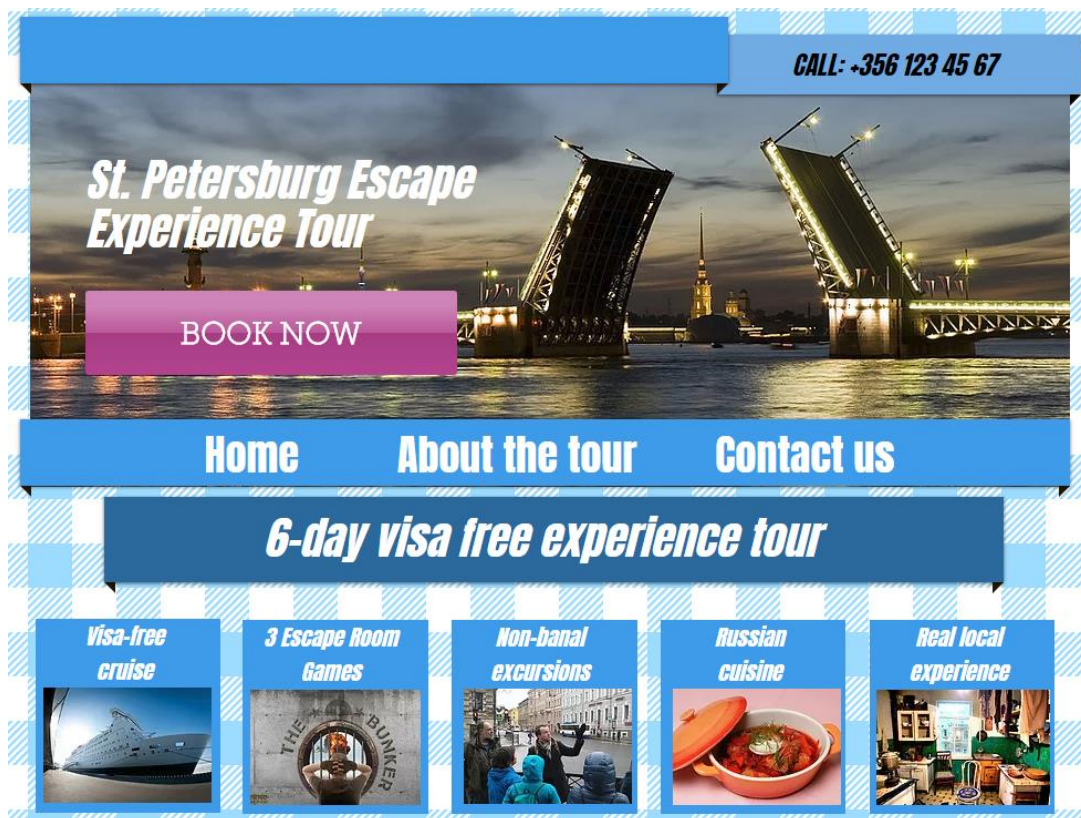 CALL: +356 123 45 67
St. Petersburg Escape
Experience Tour
BOOK NOW
Home
About the tour
Contact us
6-day visa free experience tour
Visa-free
cruise
3 Escape Room
Games
THE BUNKER
Non-banal
excursions
Russian
cuisine
Real local
experience